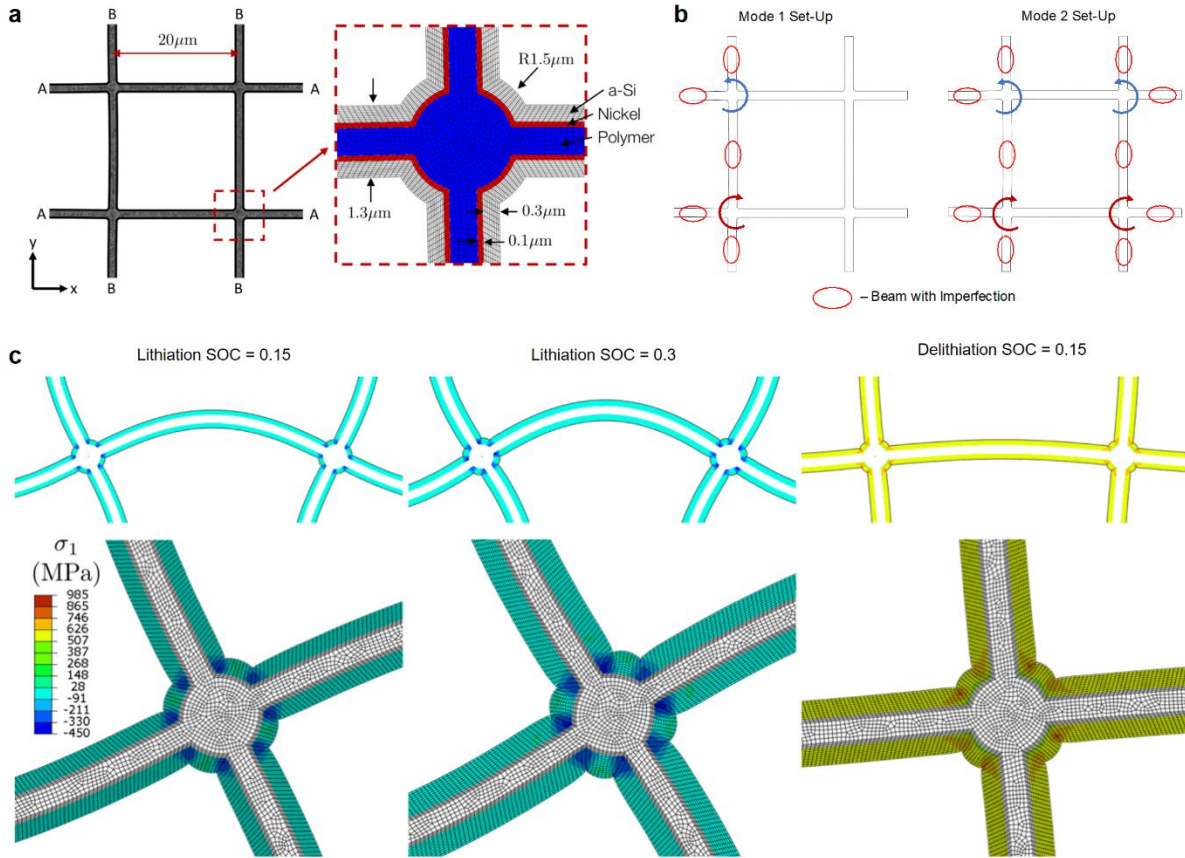 a
B
B
20μm
A
A
A
A
B
B
y
x
R1.5μm
a-Si
Nickel
Polymer
1.3μm
0.3μm
0.1μm
b
Mode 1 Set-Up
Mode 2 Set-Up
– Beam with Imperfection
c
Lithiation SOC = 0.15
Lithiation SOC = 0.3
Delithiation SOC = 0.15
σ1
(MPa)
985
865
746
626
507
387
268
148
28
-91
-211
-330
-450